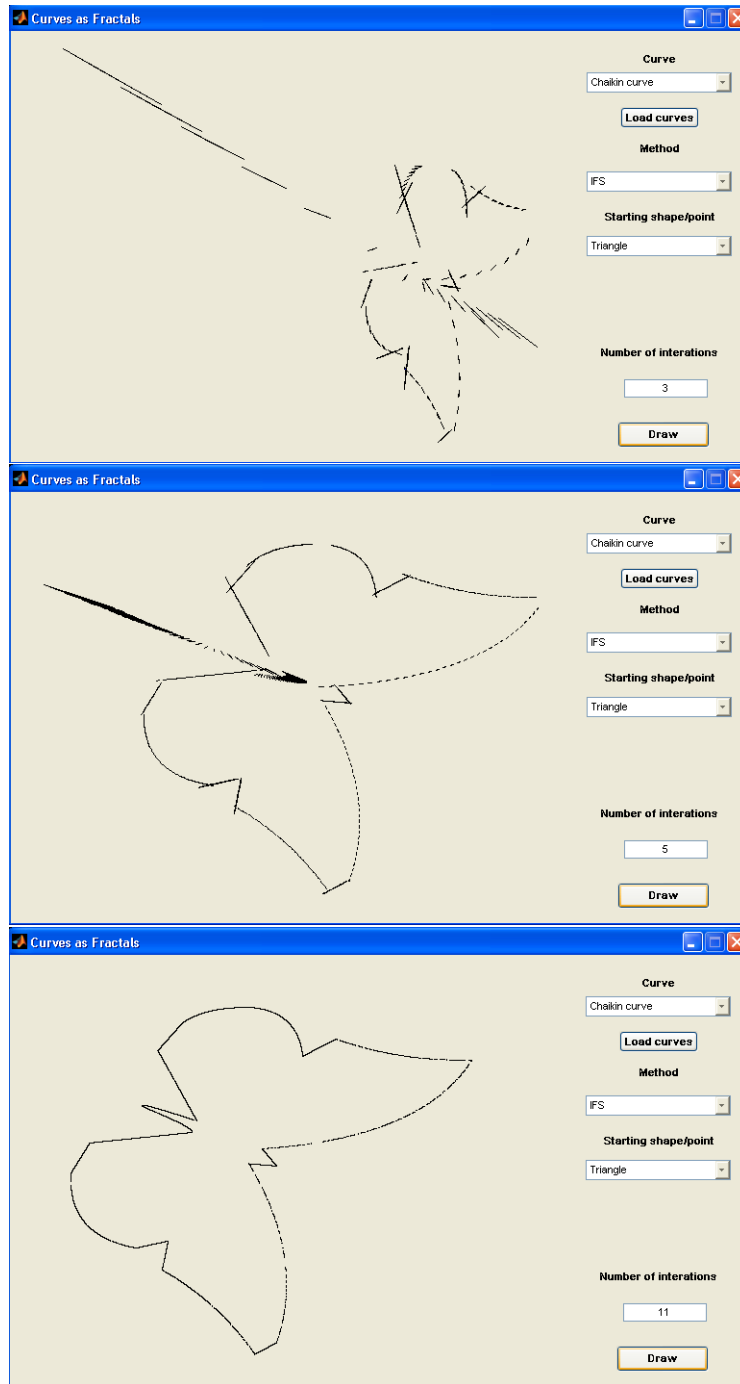 Curves as Fractals
Curve
Chaikin curve
Load curves
Method
IFS
Starting shape/point
Triangle
Number of interations
3
Draw
Curves as Fractals
Curve
Chaikin curve
Load curves
Method
IFS
Starting shape/point
Triangle
Number of interations
5
Draw
Curves as Fractals
Curve
Chaikin curve
Load curves
Method
IFS
Starting shape/point
Triangle
Number of interations
11
Draw